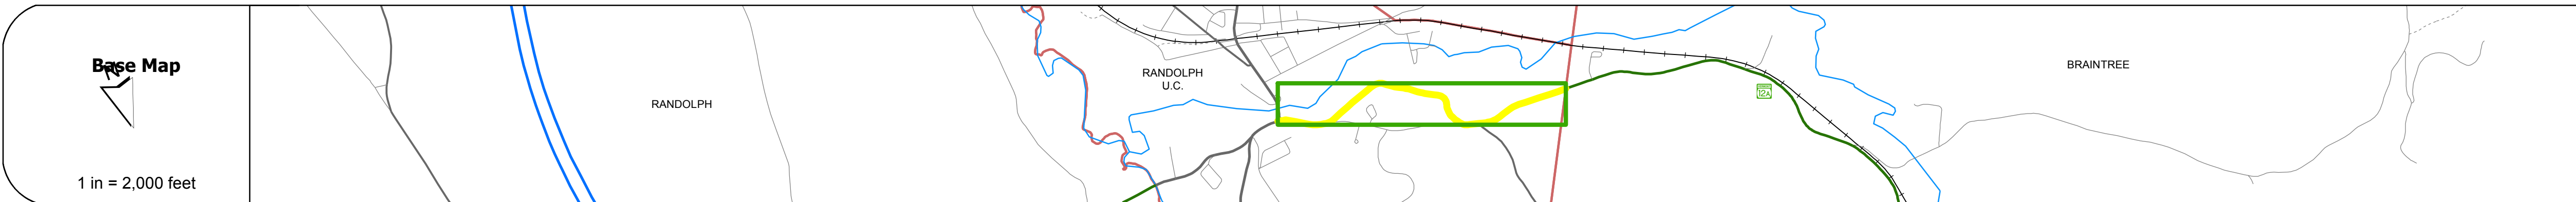 Base Map
1 in = 2,000 feet
RANDOLPH
RANDOLPH
U.C.
12A
BRAINTREE